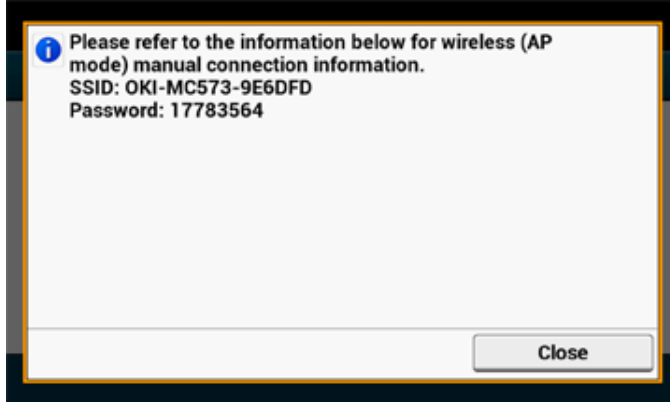 Please refer to the information below for wireless (AP
mode) manual connection information.
SSID: OKI-MC573-9E6DFD
Password: 17783564
Close